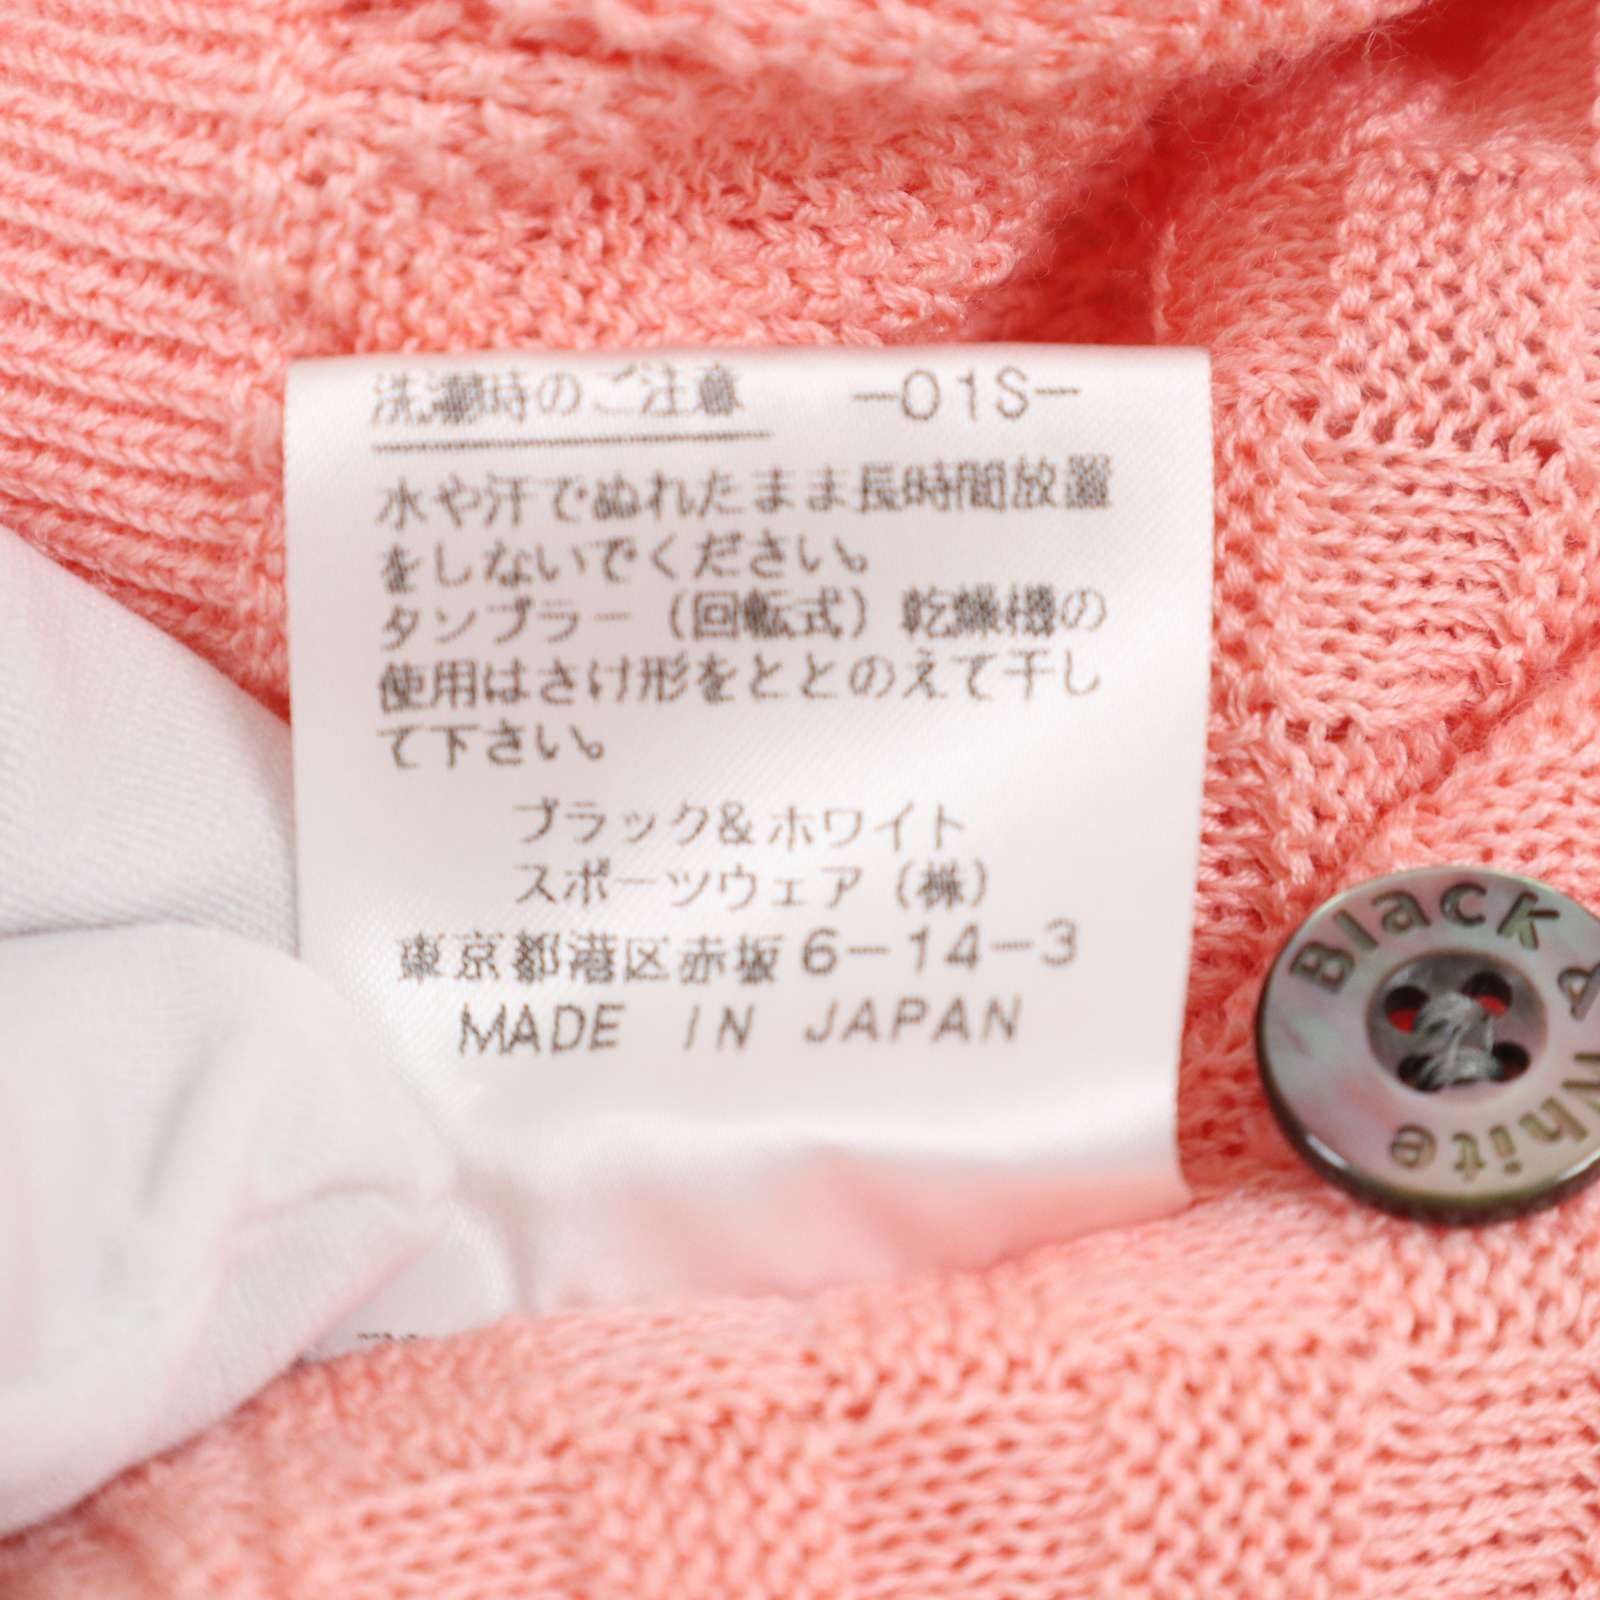 洗濯時のご注意 -01S-
水や汗でぬれたまま長時間放置
をしないでください。
タンブラー(回転式)乾燥機の
使用はさけ形をととのえて干し
て下さい。
ブラック&ホワイト
スポーツウェア(株)
東京都港区赤坂6-14-3
MADE IN JAPAN
Black & White